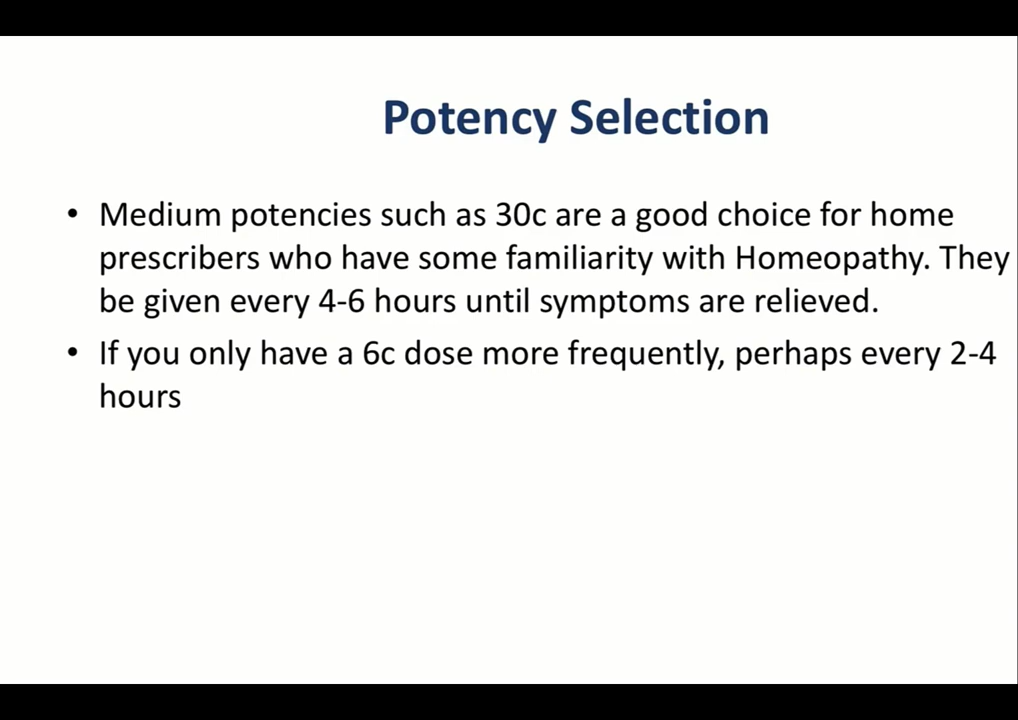 Potency Selection
• Medium potencies such as 30c are a good choice for home
prescribers who have some familiarity with Homeopathy. They
be given every 4-6 hours until symptoms are relieved.
• If you only have a 6c dose more frequently, perhaps every 2-4
hours